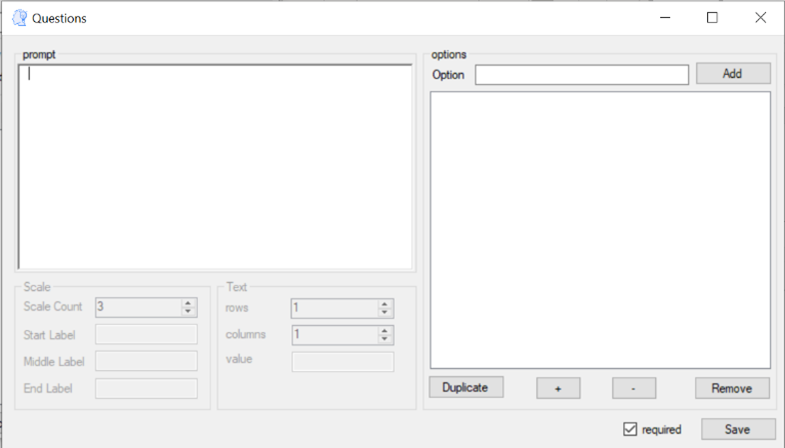 Questions
prompt
options
Option
Add
Scale
Scale Count
3
Start Label
Middle Label
End Label
Text
rows
1
columns
1
value
Duplicate
+
-
Remove
required
Save